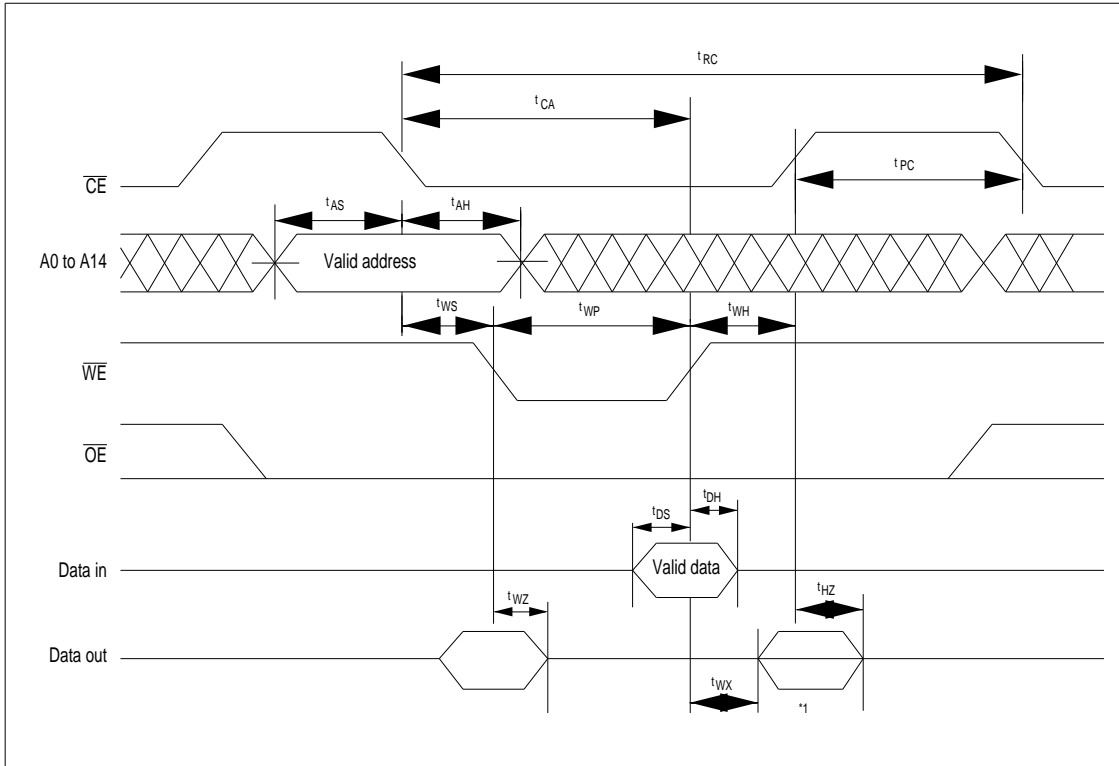 tRC
tCA
CE
tPC
tAS
tAH
A0 to A14
Valid address
tWS
tWP
tWH
WE
OE
tDS
tDH
Data in
Valid data
tWZ
tHZ
Data out
tWX
*1